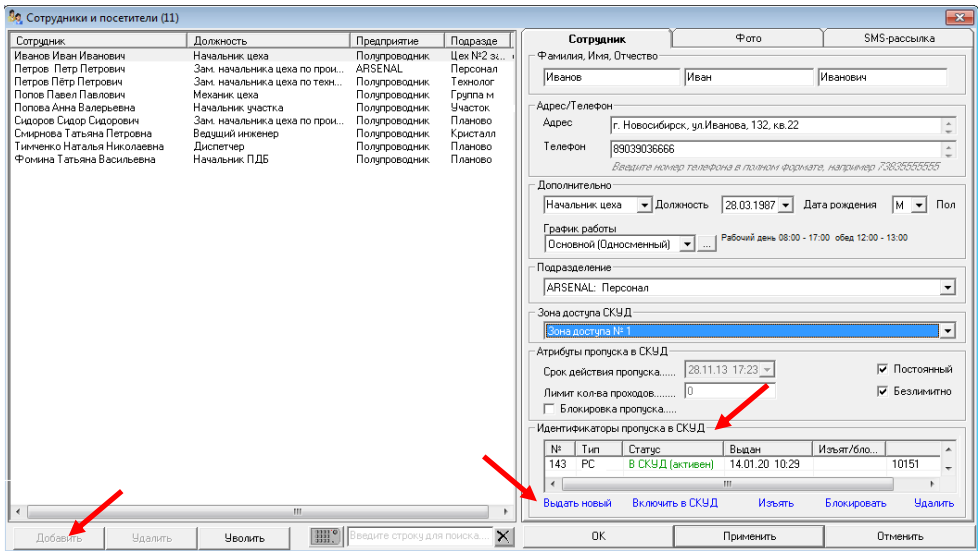 Сотрудники и посетители (11)
Сотрудник Должность Предприятие Подразде
Иванов Иван Иванович Начальник цеха Полупроводник Цех №2 за
Петров Петр Петрович Зам. начальника цеха по прои... ARSENAL Персонал
Петров Пётр Петрович Зам. начальника цеха по техн... Полупроводник Технолог
Попов Павел Павлович Механик цеха Полупроводник Группа м
Попова Анна Валерьевна Начальник участка Полупроводник Участок
Сидоров Сидор Сидорович Зам. начальника цеха по прои... Полупроводник Планово
Смирнова Татьяна Петровна Ведущий инженер Полупроводник Кристалл
Тимченко Наталья Николаевна Диспетчер Полупроводник Планово
Фомина Татьяна Васильевна Начальник ПДБ Полупроводник Планово
Добавить Удалить Уволить Введите строку для поиска....
Сотрудник Фото SMS-рассылка
Фамилия, Имя, Отчество
Иванов Иван Иванович
Адрес/Телефон
Адрес г. Новосибирск, ул.Иванова, 132, кв.22
Телефон 89039036666
Введите номер телефона в полном формате, например 73835555555
Дополнительно
Начальник цеха Должность 28.03.1987 Дата рождения М Пол
График работы
Основной (Односменный) ... Рабочий день 08:00 - 17:00 обед 12:00 - 13:00
Подразделение
ARSENAL: Персонал
Зона доступа СКУД
Зона доступа № 1
Атрибуты пропуска в СКУД
Срок действия пропуска...... 28.11.13 17:23 Постоянный
Лимит кол-ва проходов........ 0 Безлимитно
Блокировка пропуска.....
Идентификаторы пропуска в СКУД
№ Тип Статус Выдан Изъят/бло...
143 РС В СКУД (активен) 14.01.20 10:29 10151
Выдать новый Включить в СКУД Изъять Блокировать Удалить
OK Применить Отменить